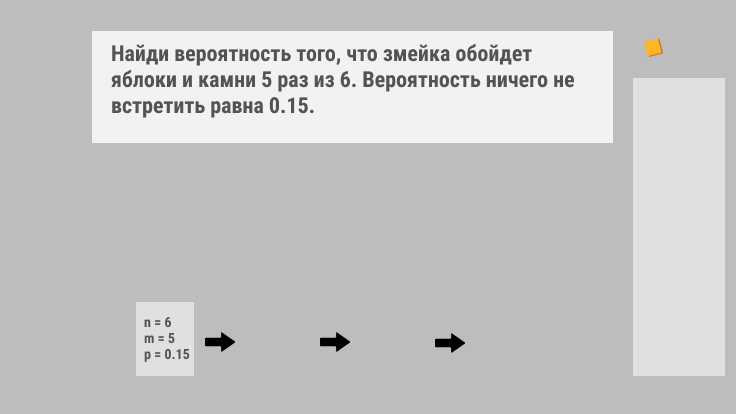 Найди вероятность того, что змейка обойдет
яблоки и камни 5 раз из 6. Вероятность ничего не
встретить равна 0.15.
n = 6
m = 5
p = 0.15